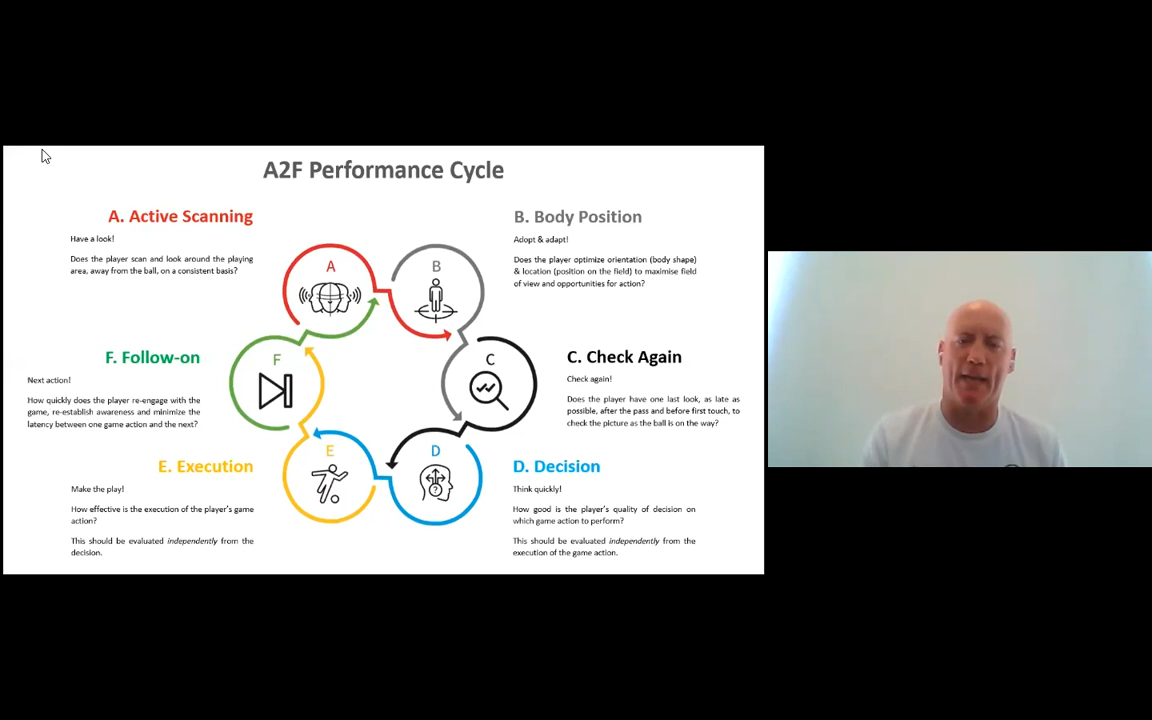 A2F Performance Cycle
A. Active Scanning
Have a look!
Does the player scan and look around the playing
area, away from the ball, on a consistent basis?
B. Body Position
Adopt & adapt!
Does the player optimize orientation (body shape)
& location (position on the field) to maximise field
of view and opportunities for action?
A
B
F. Follow-on
Next action!
How quickly does the player re-engage with the
game, re-establish awareness and minimize the
latency between one game action and the next?
F
C
C. Check Again
Check again!
Does the player have one last look, as late as
possible, after the pass and before first touch, to
check the picture as the ball is on the way?
E. Execution
Make the play!
How effective is the execution of the player's game
action?
This should be evaluated independently from the
decision.
E
D
?
D. Decision
Think quickly!
How good is the player's quality of decision on
which game action to perform?
This should be evaluated independently from the
execution of the game action.